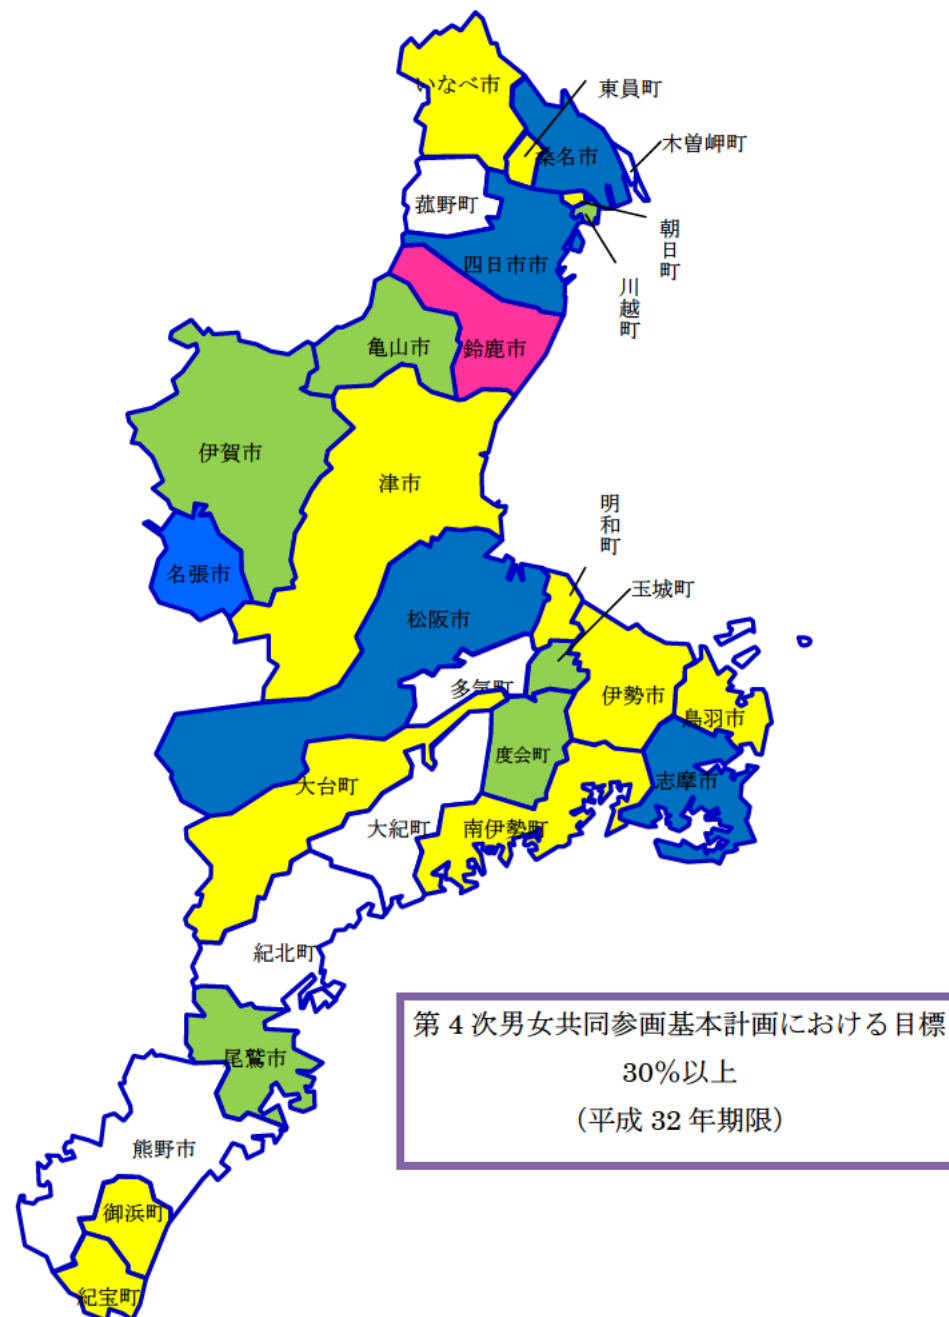 いなべ市
東員町
桑名市
木曽岬町
菰野町
朝日町
四日市市
川越町
亀山市
鈴鹿市
伊賀市
津市
明和町
名張市
玉城町
松阪市
多気町
伊勢市
鳥羽市
度会町
志摩市
大台町
大紀町
南伊勢町
紀北町
第 4 次男女共同参画基本計画における目標
30%以上
（平成 32 年期限）
尾鷲市
熊野市
御浜町
紀宝町